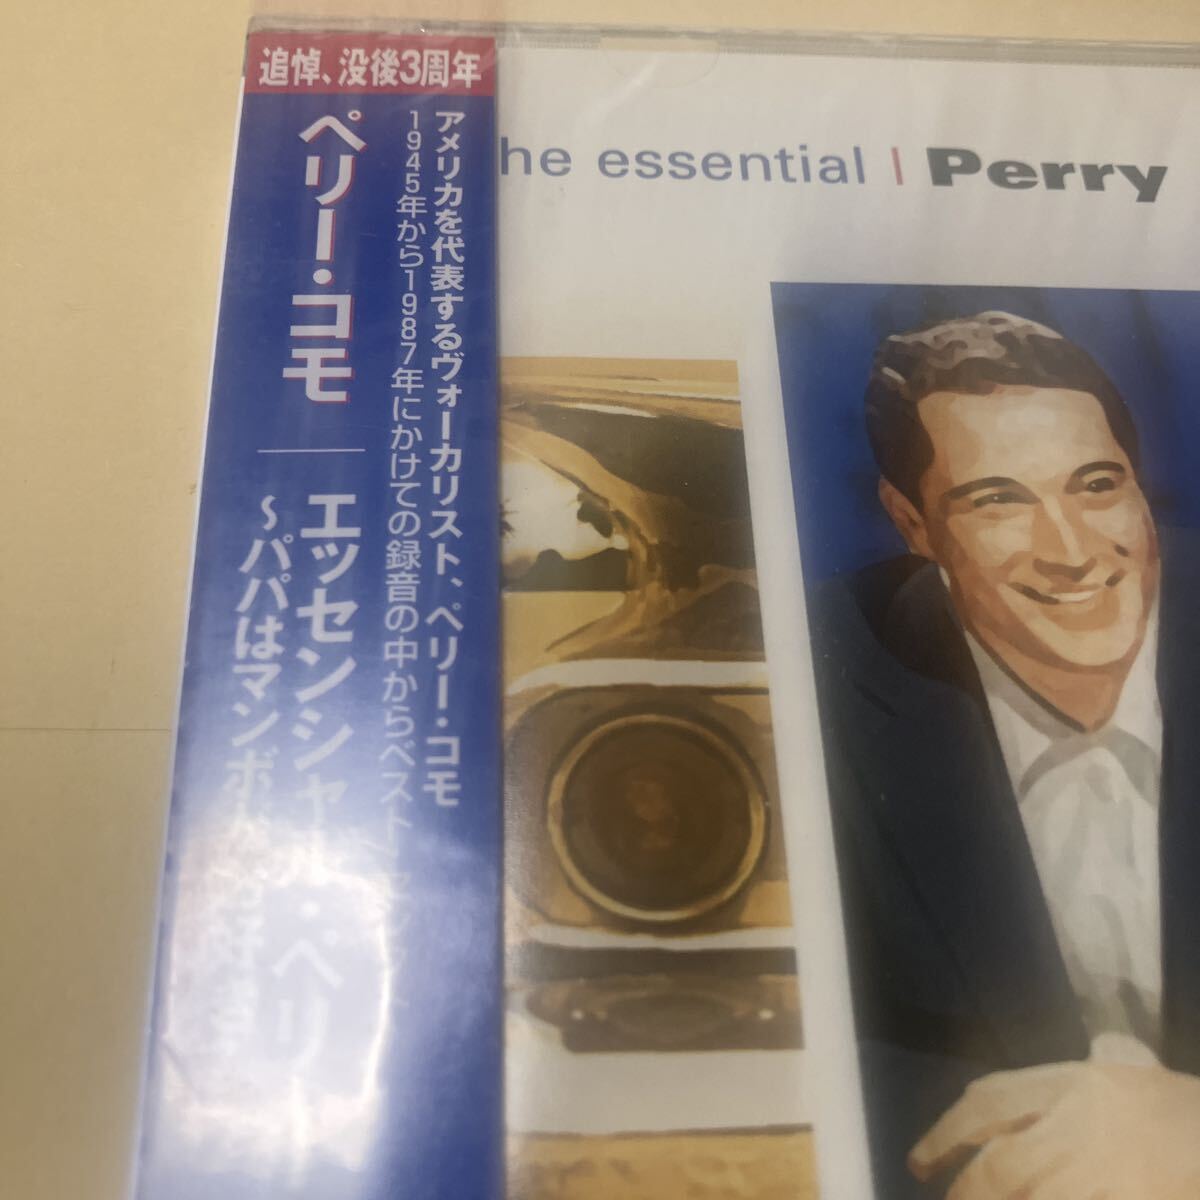 追悼、没後3周年
アメリカを代表するヴォーカリスト、ペリー・コモ
1945年から1987年にかけての録音の中からベスト
ペリー・コモ
エッセンシャ ・ペリ
〜パパはマンボ
he essential | Perry